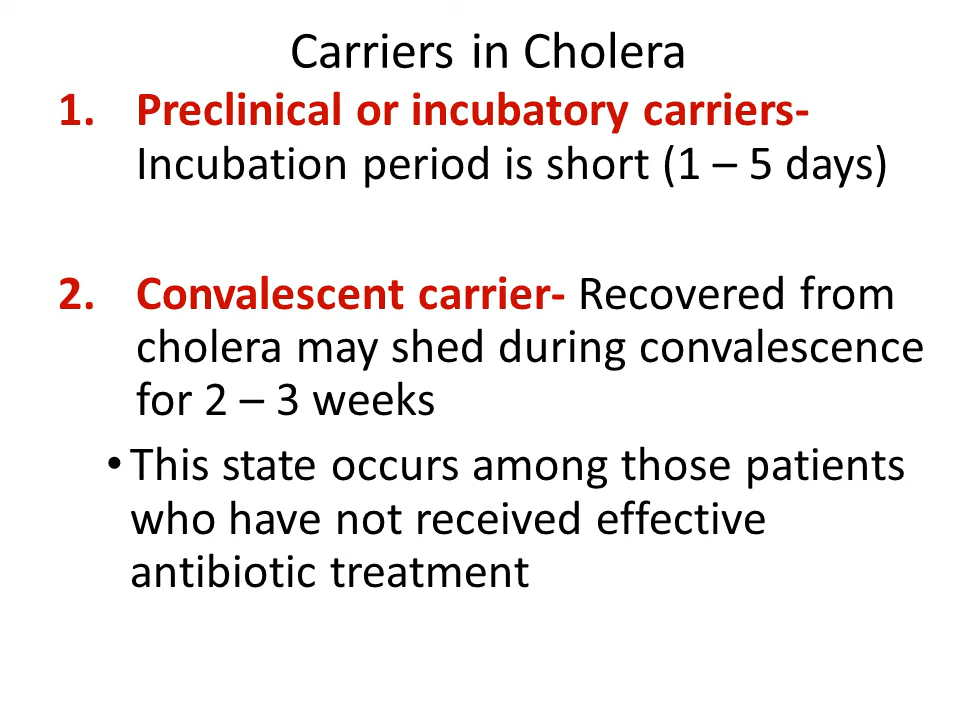 Carriers in Cholera
1. Preclinical or incubatory carriers-
Incubation period is short (1 – 5 days)
2. Convalescent carrier- Recovered from
cholera may shed during convalescence
for 2 – 3 weeks
• This state occurs among those patients
who have not received effective
antibiotic treatment